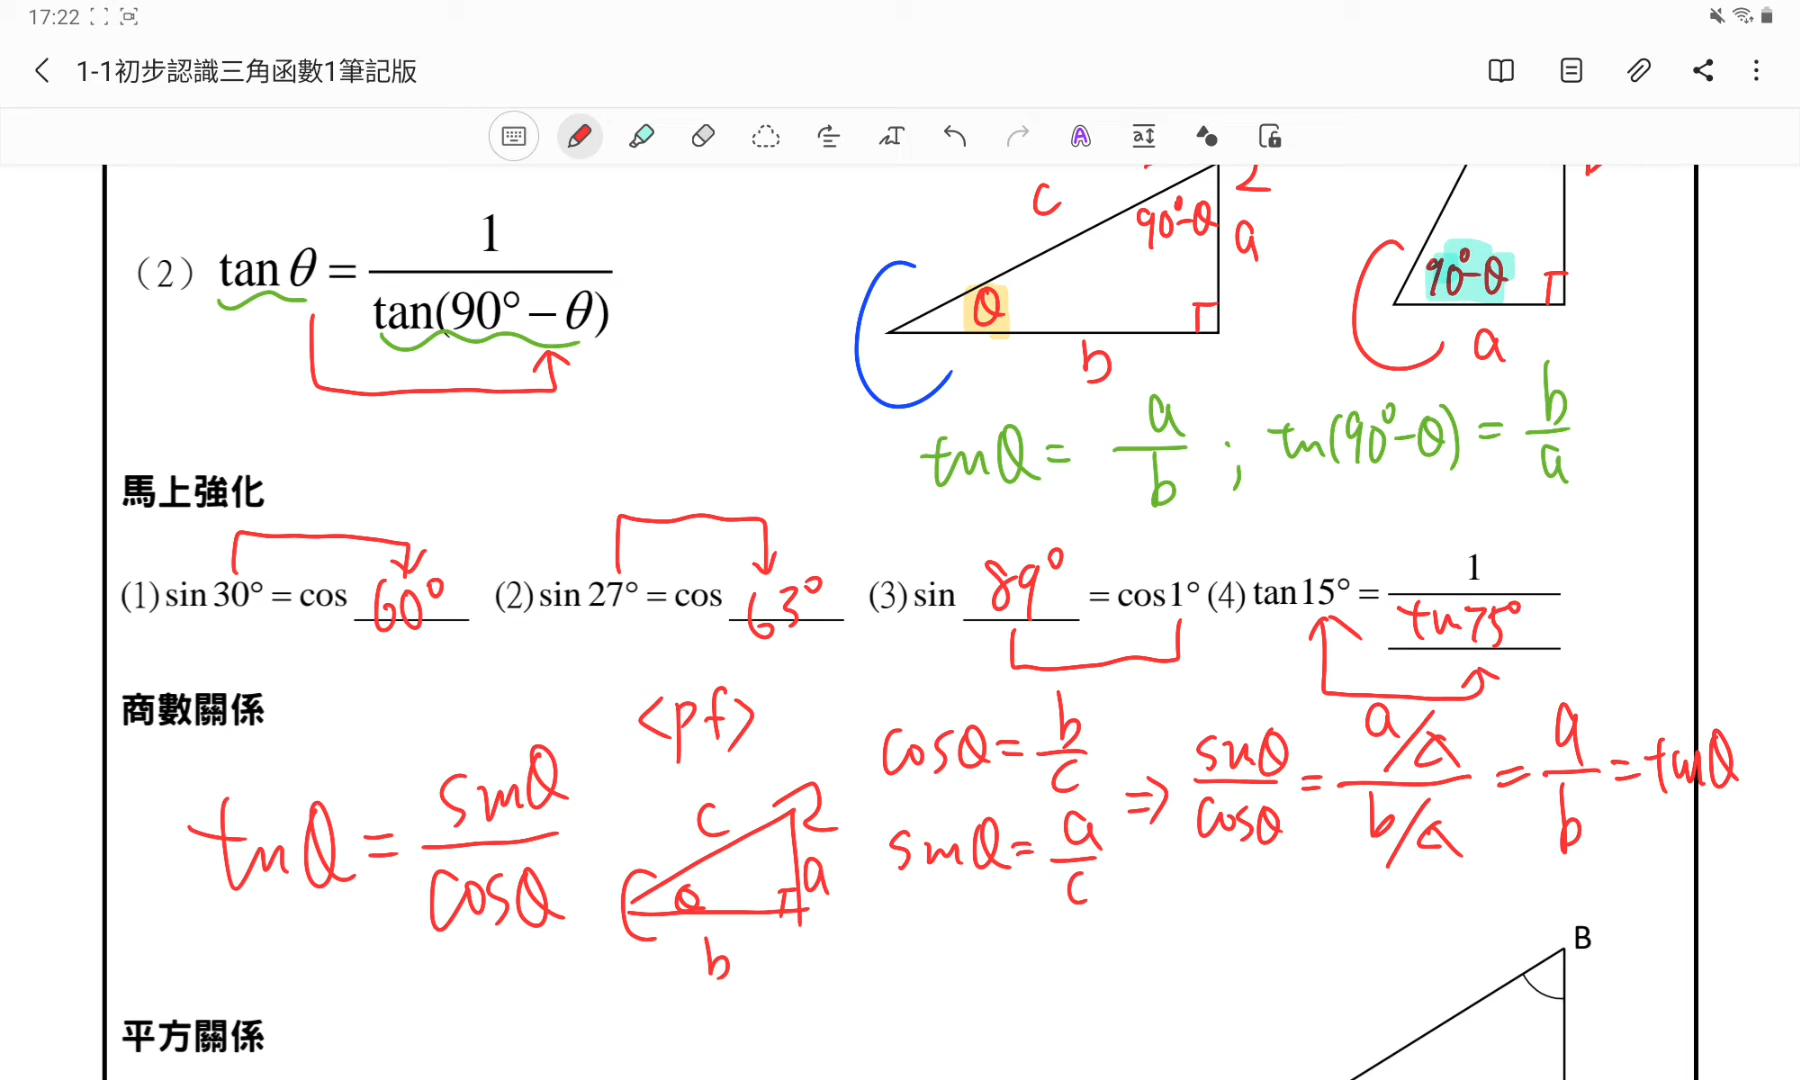 17:22
1-1初步認識三角函數1筆記版
c
2
90°-θ
a
(2) tan θ = 1 / tan(90° − θ)
θ
90°-θ
b
a
tanθ = a/b ; tan(90°-θ) = b/a
馬上強化
(1) sin 30° = cos 60° (2) sin 27° = cos 63° (3) sin 89° = cos 1° (4) tan 15° = 1 / tan 75°
商數關係
<pf>
tanθ = sinθ / cosθ
c
a
θ
b
cosθ = b/c
sinθ = a/c
⇒ sinθ/cosθ = a/c / b/c = a/b = tanθ
B
平方關係